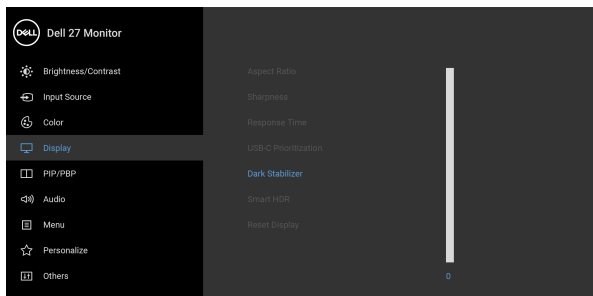 DELL Dell 27 Monitor
Brightness/Contrast
Input Source
Color
Display
PIP/PBP
Audio
Menu
Personalize
Others
Aspect Ratio
Sharpness
Response Time
USB-C Prioritization
Dark Stabilizer
Smart HDR
Reset Display
0